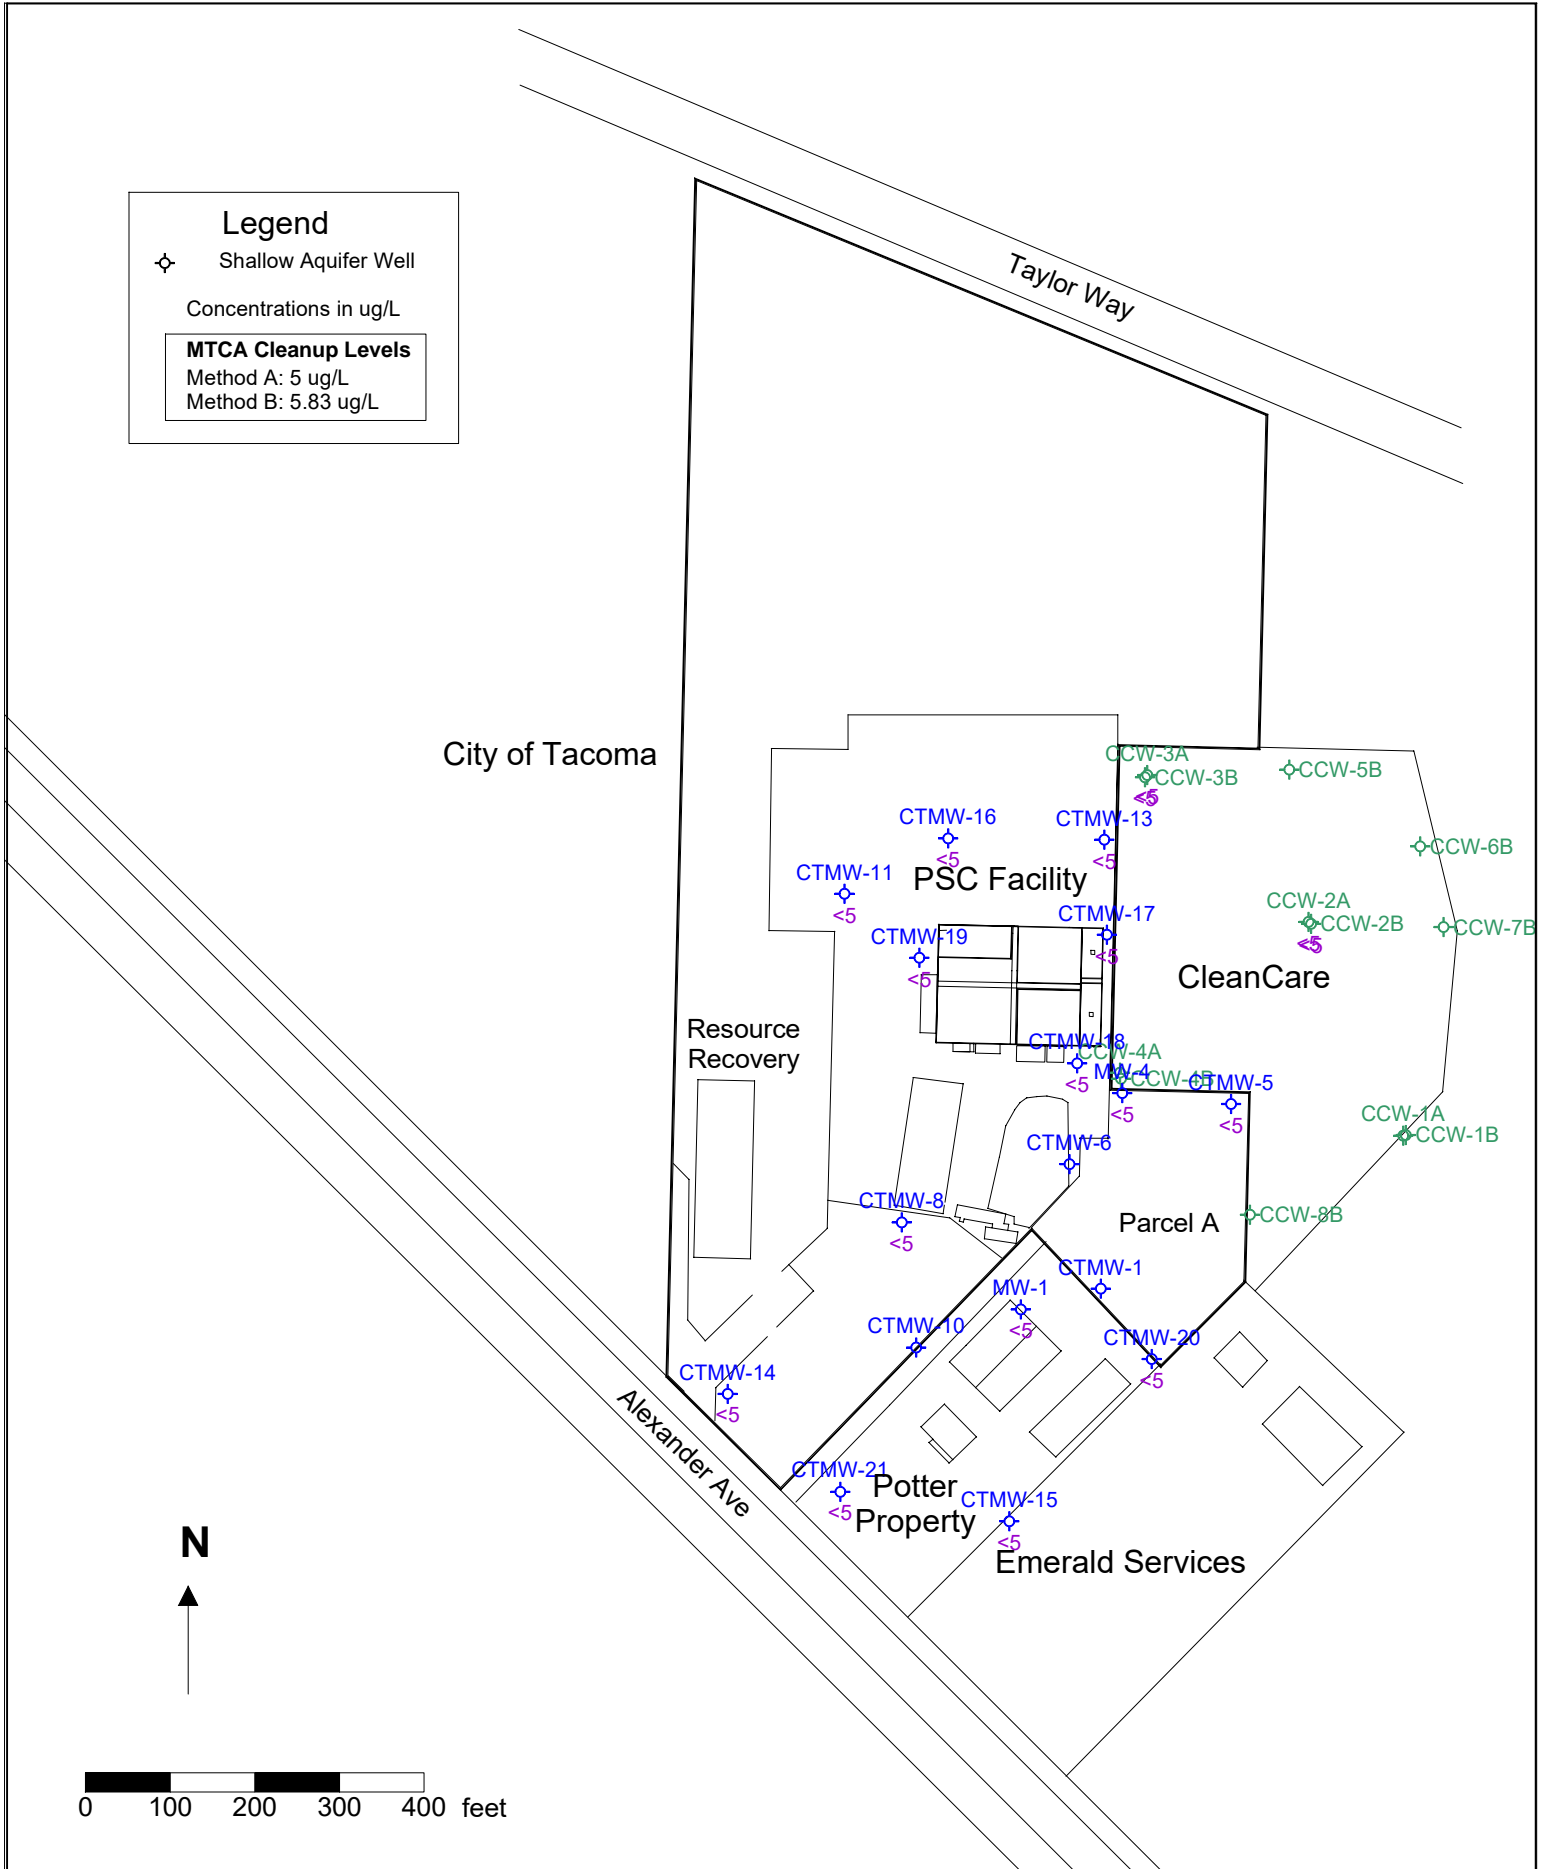 Legend
Shallow Aquifer Well
Concentrations in ug/L
MTCA Cleanup Levels
Method A: 5 ug/L
Method B: 5.83 ug/L
Taylor Way
City of Tacoma
CCW-3A
CCW-3B
<5
<5
CCW-5B
CTMW-16
<5
CTMW-13
<5
CCW-6B
PSC Facility
CTMW-11
<5
CTMW-17
<5
CCW-2A
CCW-2B
<5
<5
CCW-7B
CTMW-19
<5
CleanCare
Resource
Recovery
CTMW-18
<5
CCW-4A
MW-4
CCW-4B
<5
CTMW-5
<5
CCW-1A
CCW-1B
CTMW-6
CTMW-8
<5
Parcel A
CCW-8B
CTMW-1
MW-1
<5
CTMW-10
CTMW-20
<5
CTMW-14
<5
Alexander Ave
CTMW-21
<5
Potter
Property
CTMW-15
<5
Emerald Services
N
0 100 200 300 400 feet